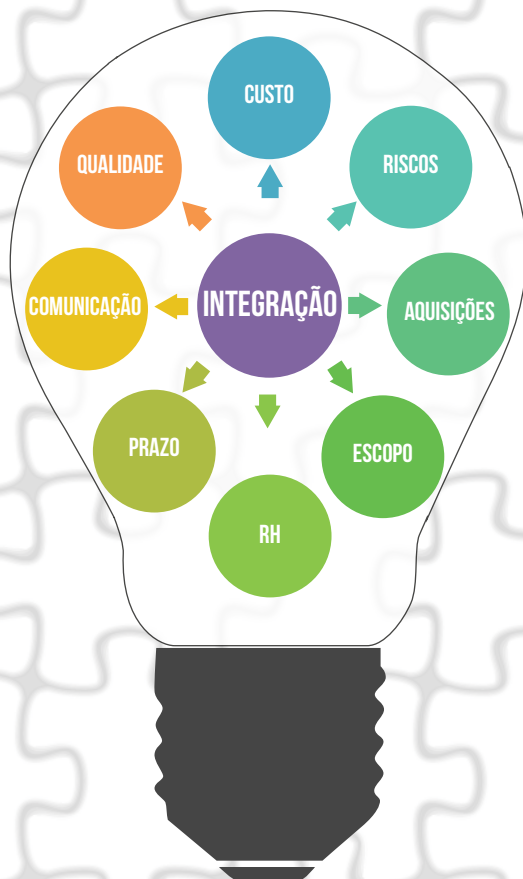 CUSTO
QUALIDADE
RISCOS
COMUNICAÇÃO
INTEGRAÇÃO
AQUISIÇÕES
PRAZO
ESCOPO
RH